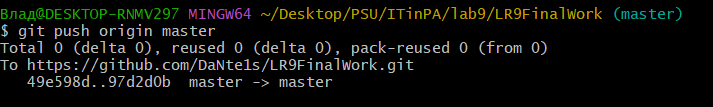 Влад@DESKTOP-RNMV297 MINGW64 ~/Desktop/PSU/ITinPA/lab9/LR9FinalWork (master)
$ git push origin master
Total 0 (delta 0), reused 0 (delta 0), pack-reused 0 (from 0)
To https://github.com/DaNte1s/LR9FinalWork.git
   49e598d..97d2d0b  master -> master